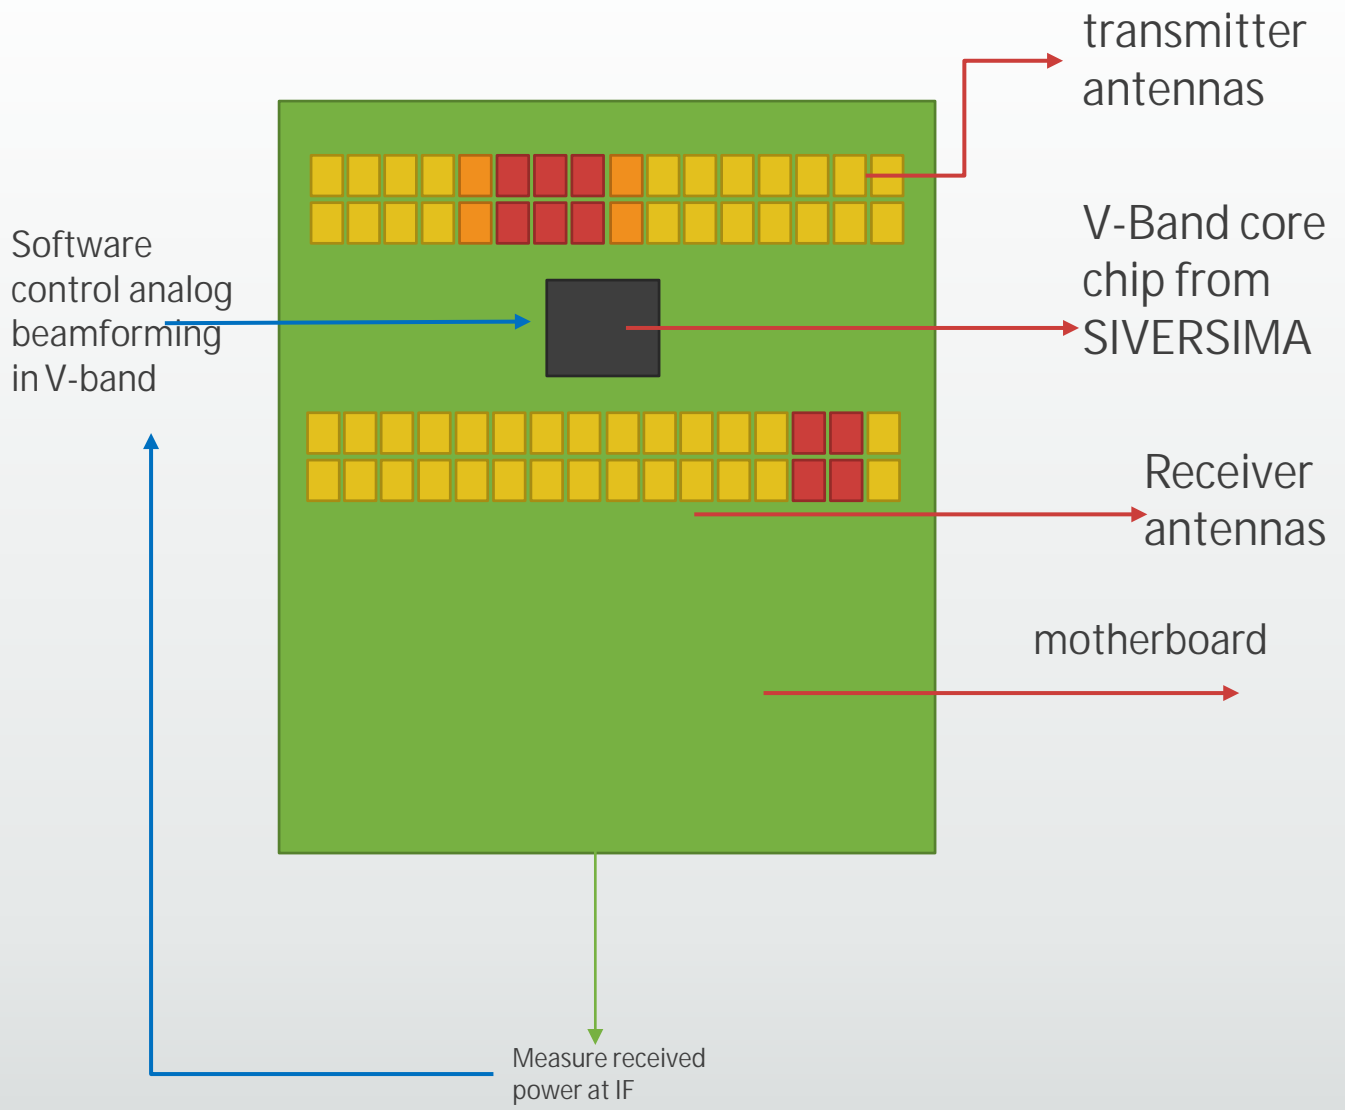 transmitter
antennas
V-Band core
chip from
SIVERSIMA
Software
control analog
beamforming
in V-band
Receiver
antennas
motherboard
Measure received
power at IF